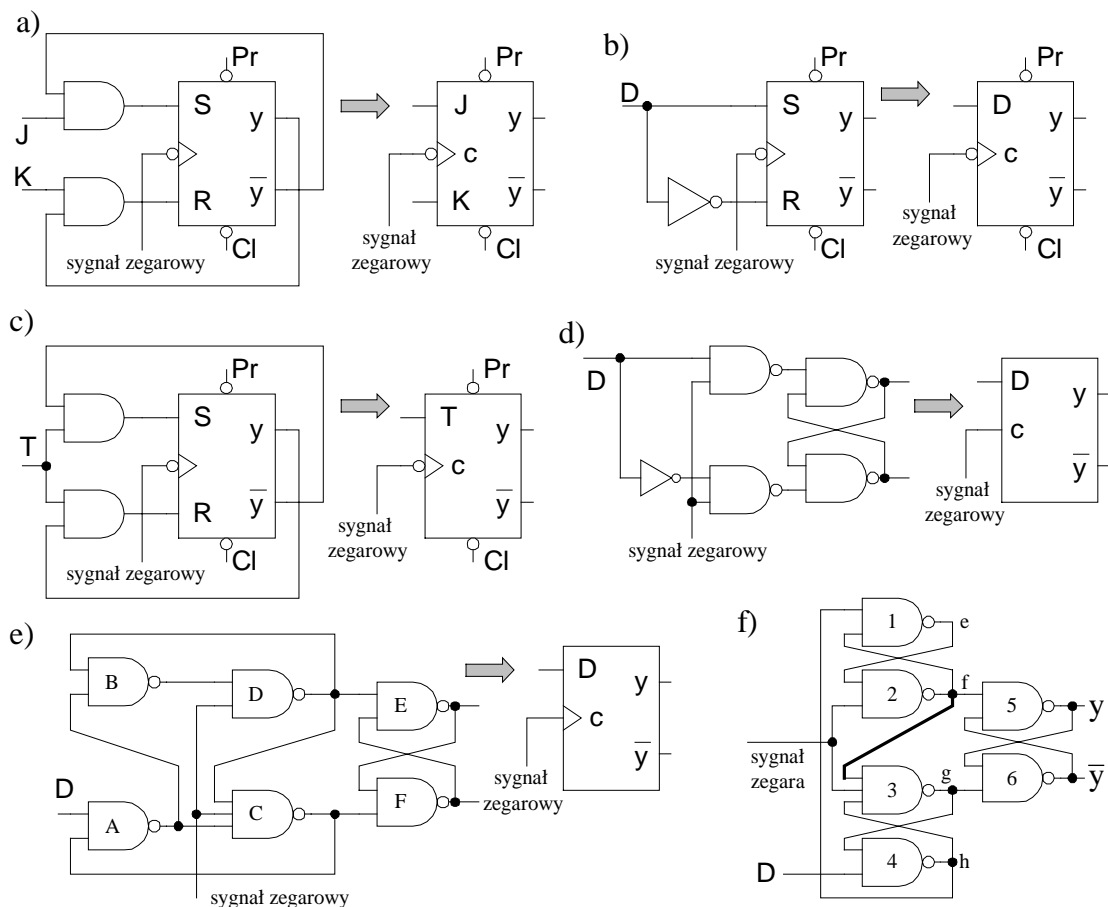 a)
Pr
J
S
y
K
R
y̅
Cl
sygnał zegarowy
Pr
J
y
c
K
y̅
Cl
sygnał
zegarowy
b)
D
Pr
S
y
R
y̅
Cl
sygnał zegarowy
Pr
D
y
c
y̅
Cl
sygnał
zegarowy
c)
Pr
T
S
y
R
y̅
Cl
sygnał zegarowy
Pr
T
y
c
y̅
Cl
sygnał
zegarowy
d)
D
sygnał zegarowy
D
y
c
y̅
sygnał
zegarowy
e)
B
D
E
D
A
C
F
sygnał zegarowy
D
y
c
y̅
sygnał
zegarowy
f)
1
e
2
f
5
y
sygnał
zegara
3
g
6
y̅
4
h
D